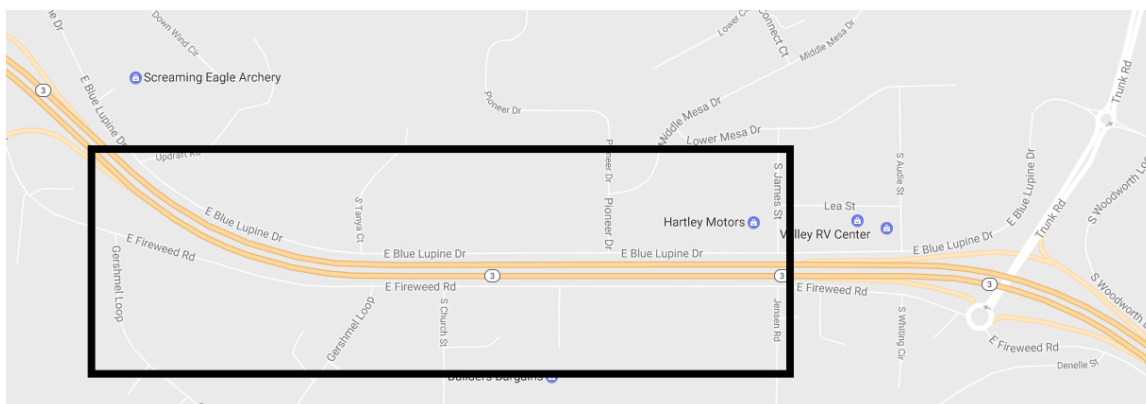 Down Wind Cir
Connect Ct
Middle Mesa Dr
Trunk Rd
E Blue Lupine Dr
Screaming Eagle Archery
3
Pioneer Dr
E Blue Lupine Dr
Middle Mesa Dr
Lower Mesa Dr
Updraft Rd
Pioneer Dr
S James St
S Audie St
E Blue Lupine Dr
S Woodworth Loop
E Blue Lupine Dr
S Tanya Ct
Pioneer Dr
Hartley Motors
Lea St
Valley RV Center
Trunk Rd
E Fireweed Rd
E Blue Lupine Dr
E Blue Lupine Dr
E Blue Lupine Dr
Gershmel Loop
3
3
3
E Fireweed Rd
E Fireweed Rd
S Woodworth
Gershmel Loop
S Church St
Jensen Rd
S Whiting Cir
E Fireweed Rd
Denelle St
Builders Bargains